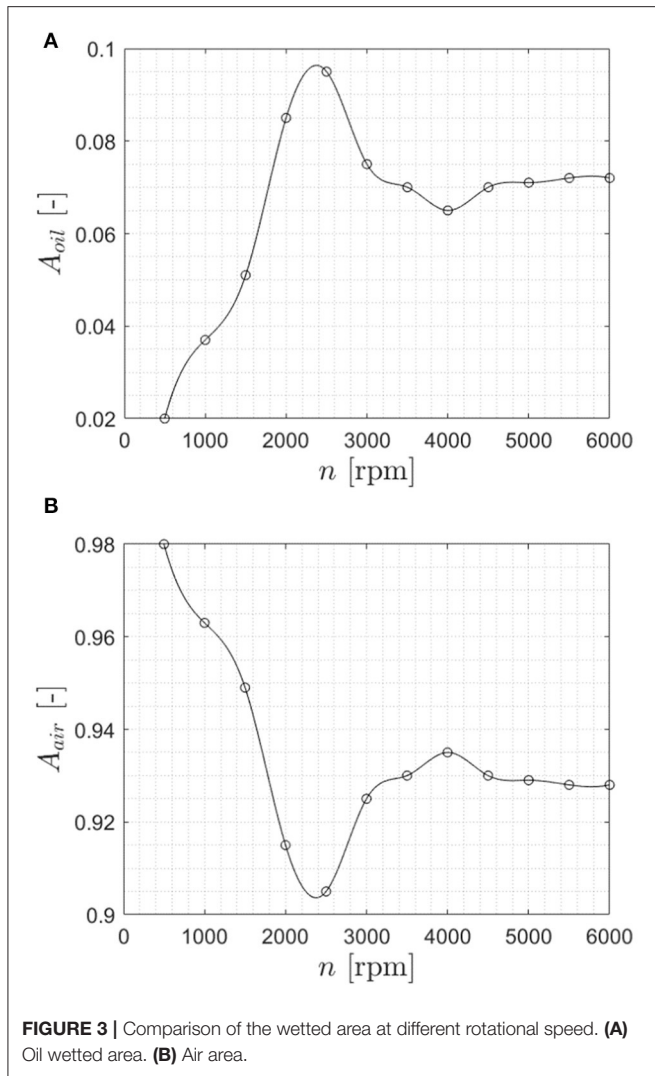 A
0.1
0.08
0.06
0.04
0.02
A_oil [-]
0 1000 2000 3000 4000 5000 6000
n [rpm]
B
0.98
0.96
0.94
0.92
0.9
A_air [-]
0 1000 2000 3000 4000 5000 6000
n [rpm]
FIGURE 3 | Comparison of the wetted area at different rotational speed. (A)
Oil wetted area. (B) Air area.